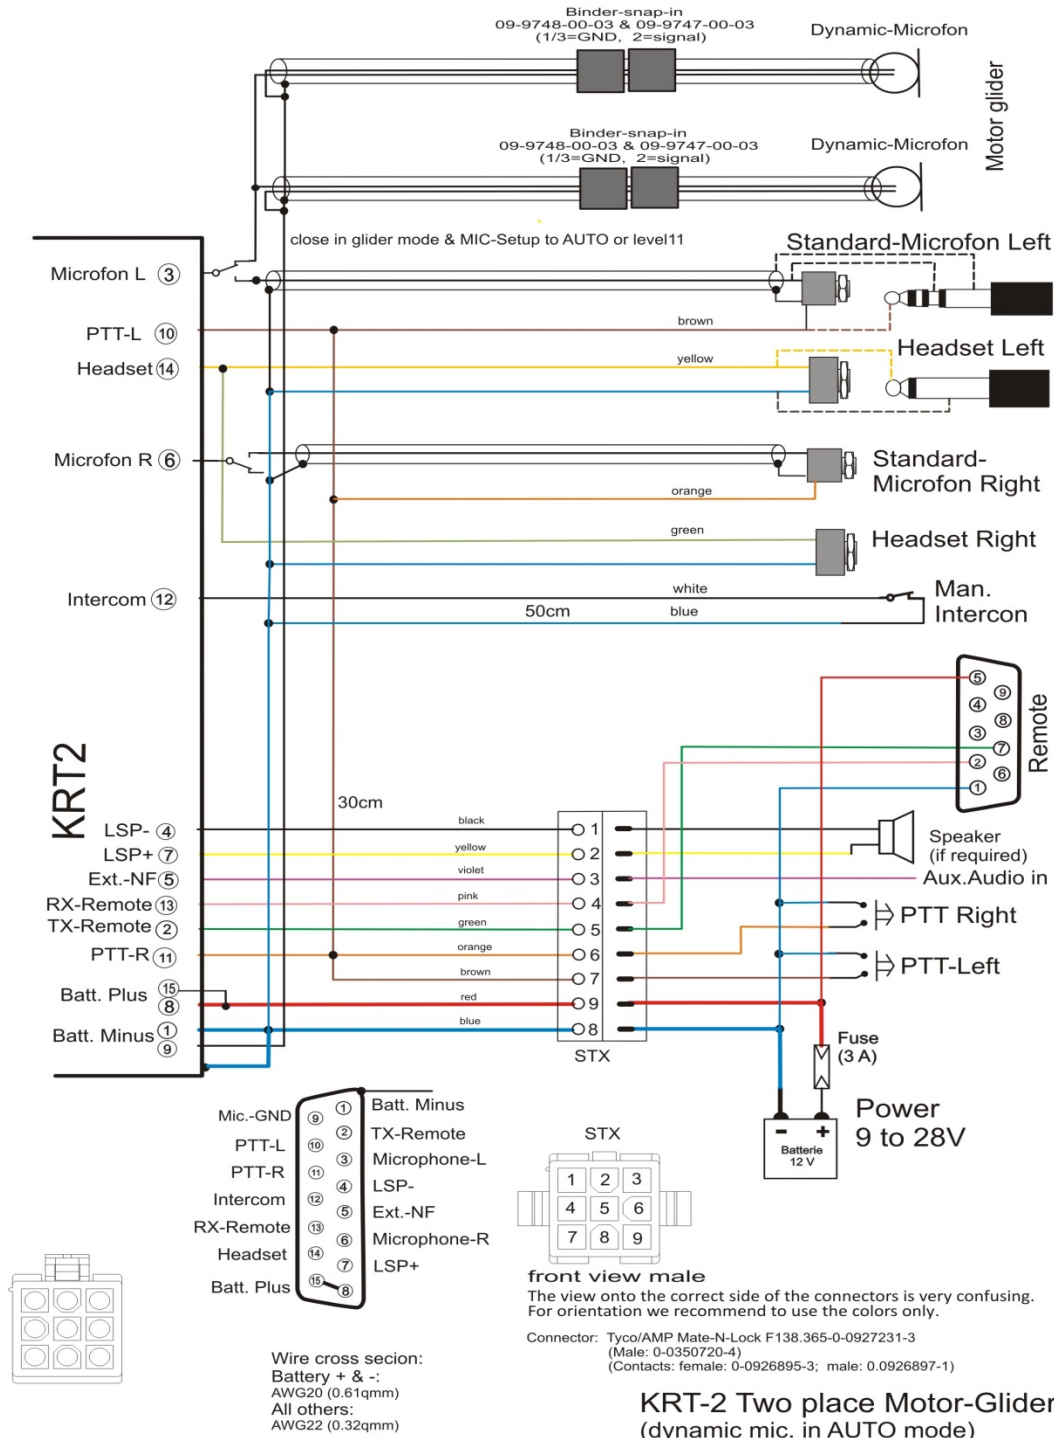 Binder-snap-in
09-9748-00-03 & 09-9747-00-03
(1/3=GND, 2=signal)
Dynamic-Microfon
Motor glider
Binder-snap-in
09-9748-00-03 & 09-9747-00-03
(1/3=GND, 2=signal)
Dynamic-Microfon
close in glider mode & MIC-Setup to AUTO or level11
Standard-Microfon Left
Microfon L 3
brown
PTT-L 10
Headset Left
yellow
Headset 14
Microfon R 6
Standard-
Microfon Right
orange
green
Headset Right
Intercom 12
white
50cm
blue
Man.
Intercon
KRT2
Remote
5
9
4
8
3
7
2
6
1
30cm
LSP- 4
black
1
LSP+ 7
yellow
2
Ext.-NF 5
violet
3
RX-Remote 13
pink
4
TX-Remote 2
green
5
PTT-R 11
orange
6
brown
7
Batt. Plus 15
8
red
9
Batt. Minus 1
9
blue
8
STX
Speaker
(if required)
Aux.Audio in
PTT Right
PTT-Left
Fuse
(3 A)
Power
9 to 28V
- +
Batterie
12 V
Mic.-GND 9
1 Batt. Minus
PTT-L 10
2 TX-Remote
PTT-R 11
3 Microphone-L
Intercom 12
4 LSP-
RX-Remote 13
5 Ext.-NF
Headset 14
6 Microphone-R
Batt. Plus 15
7 LSP+
8
STX
1 2 3
4 5 6
7 8 9
front view male
The view onto the correct side of the connectors is very confusing.
For orientation we recommend to use the colors only.
Connector: Tyco/AMP Mate-N-Lock F138.365-0-0927231-3
(Male: 0-0350720-4)
(Contacts: female: 0-0926895-3; male: 0.0926897-1)
Wire cross secion:
Battery + & -:
AWG20 (0.61qmm)
All others:
AWG22 (0.32qmm)
KRT-2 Two place Motor-Glider
(dynamic mic. in AUTO mode)